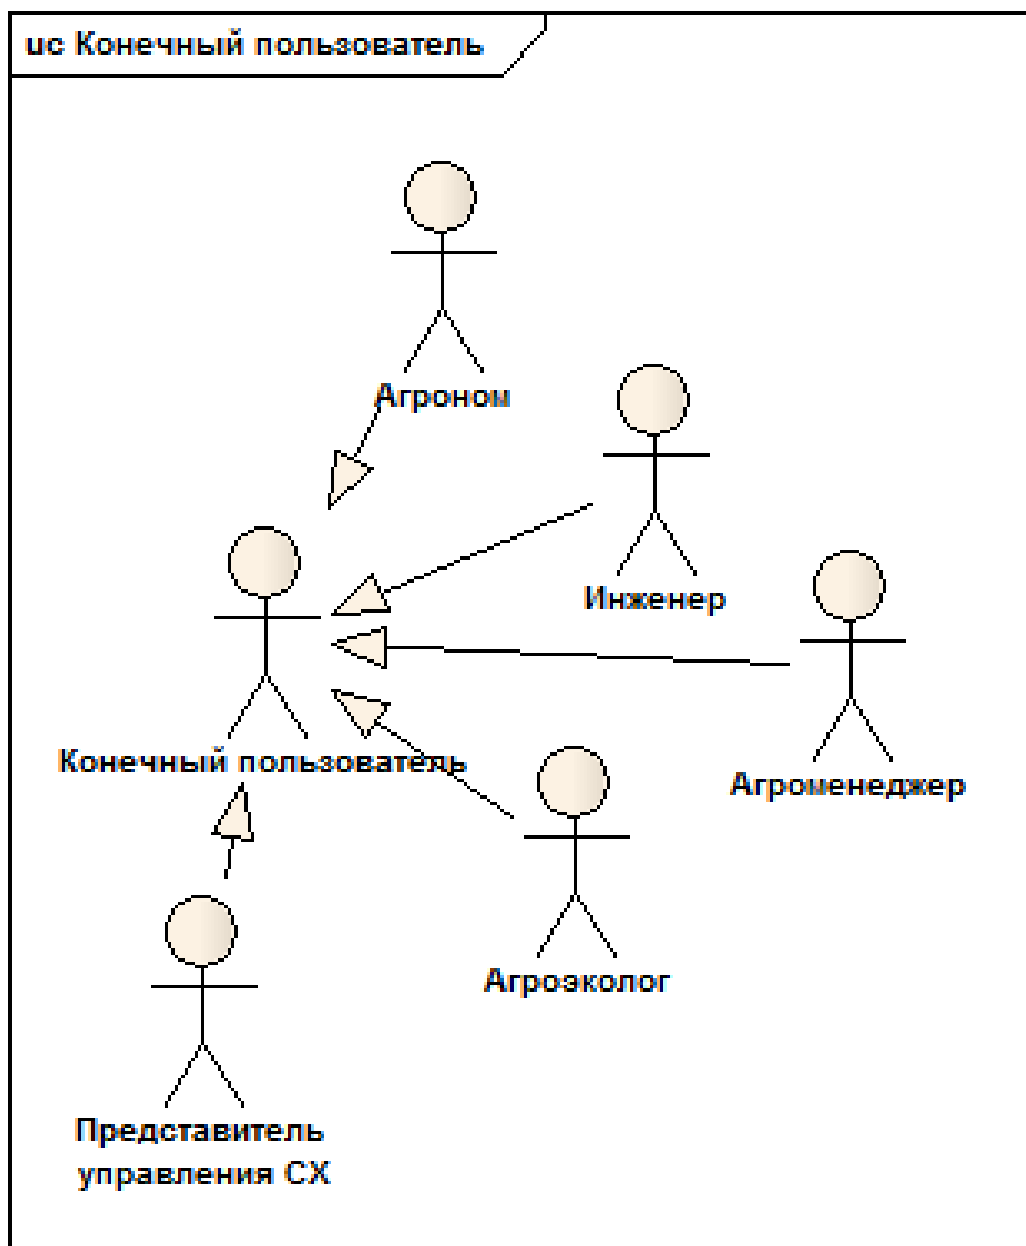 uc Конечный пользователь
Агроном
Инженер
Конечный пользователь
Агроменеджер
Агроэколог
Представитель
управления СХ